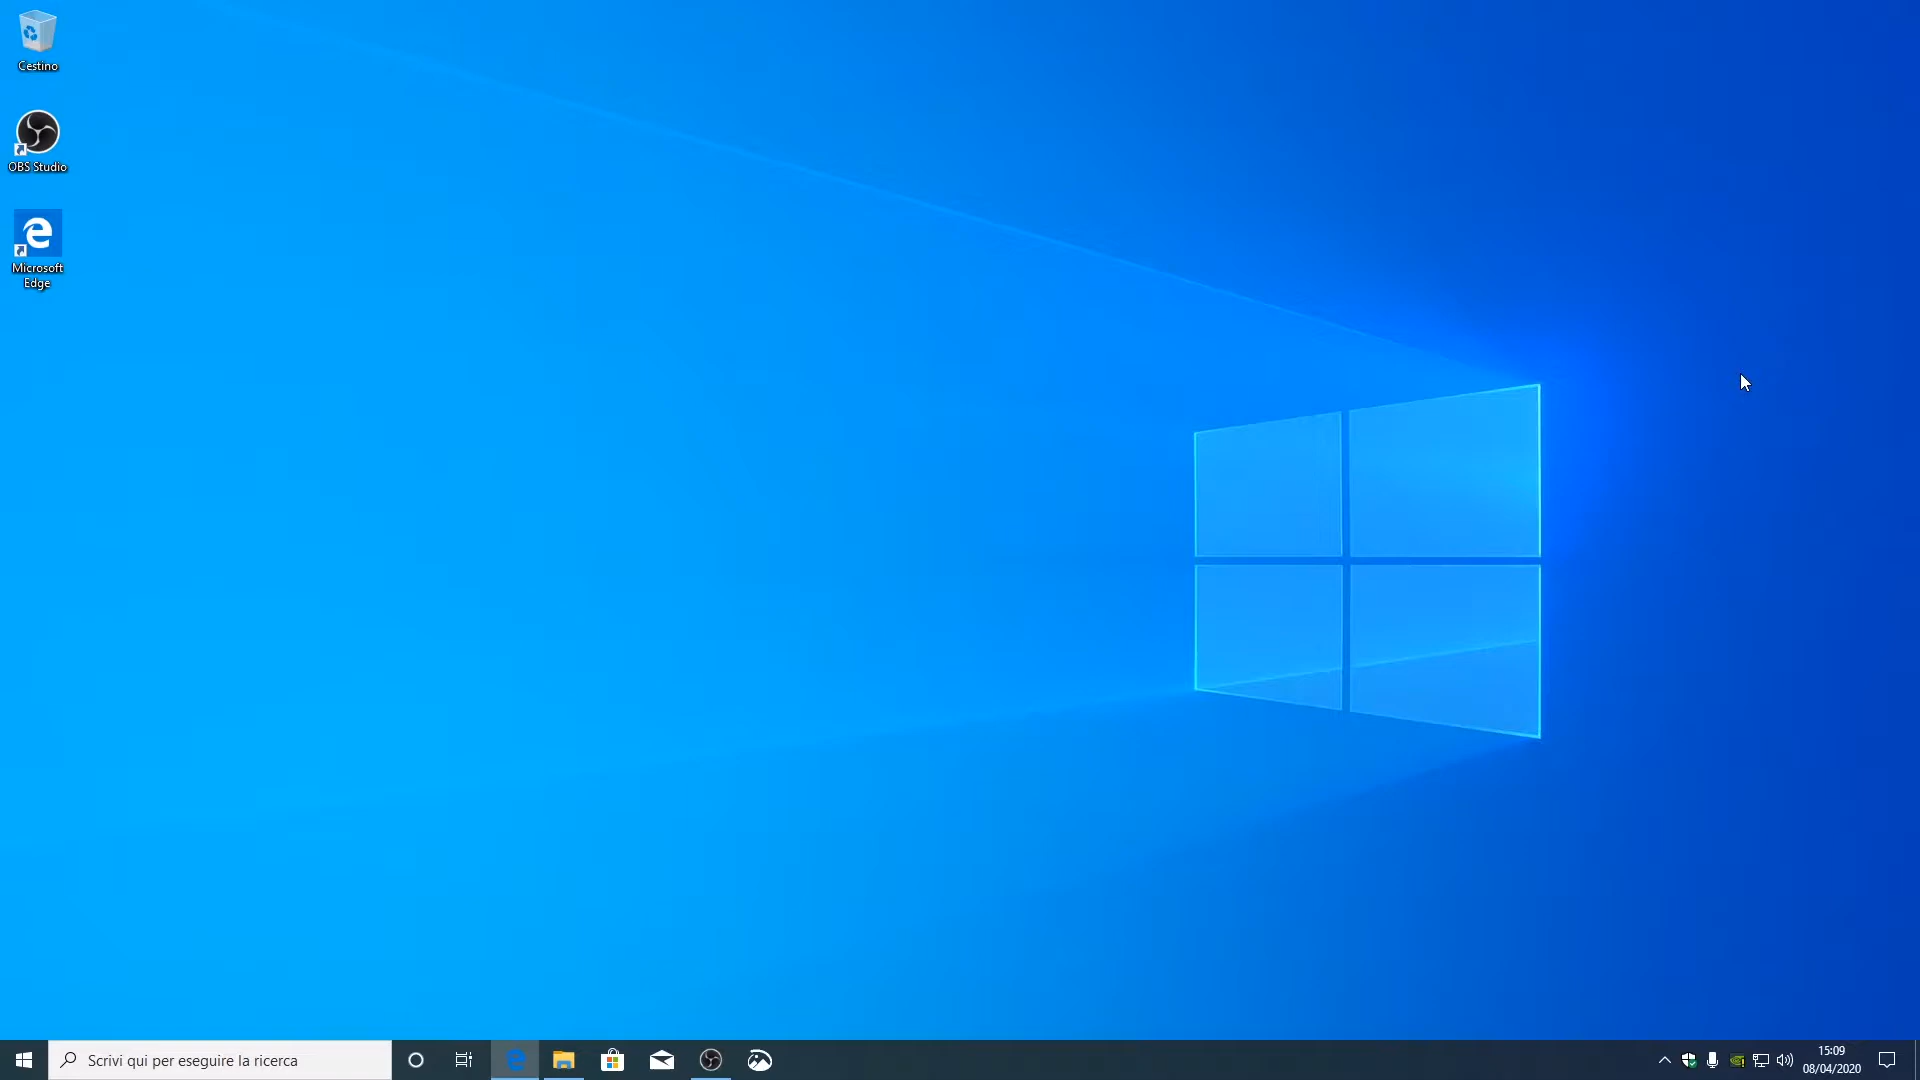 Cestino
OBS Studio
Microsoft
Edge
Scrivi qui per eseguire la ricerca
15:09
08/04/2020